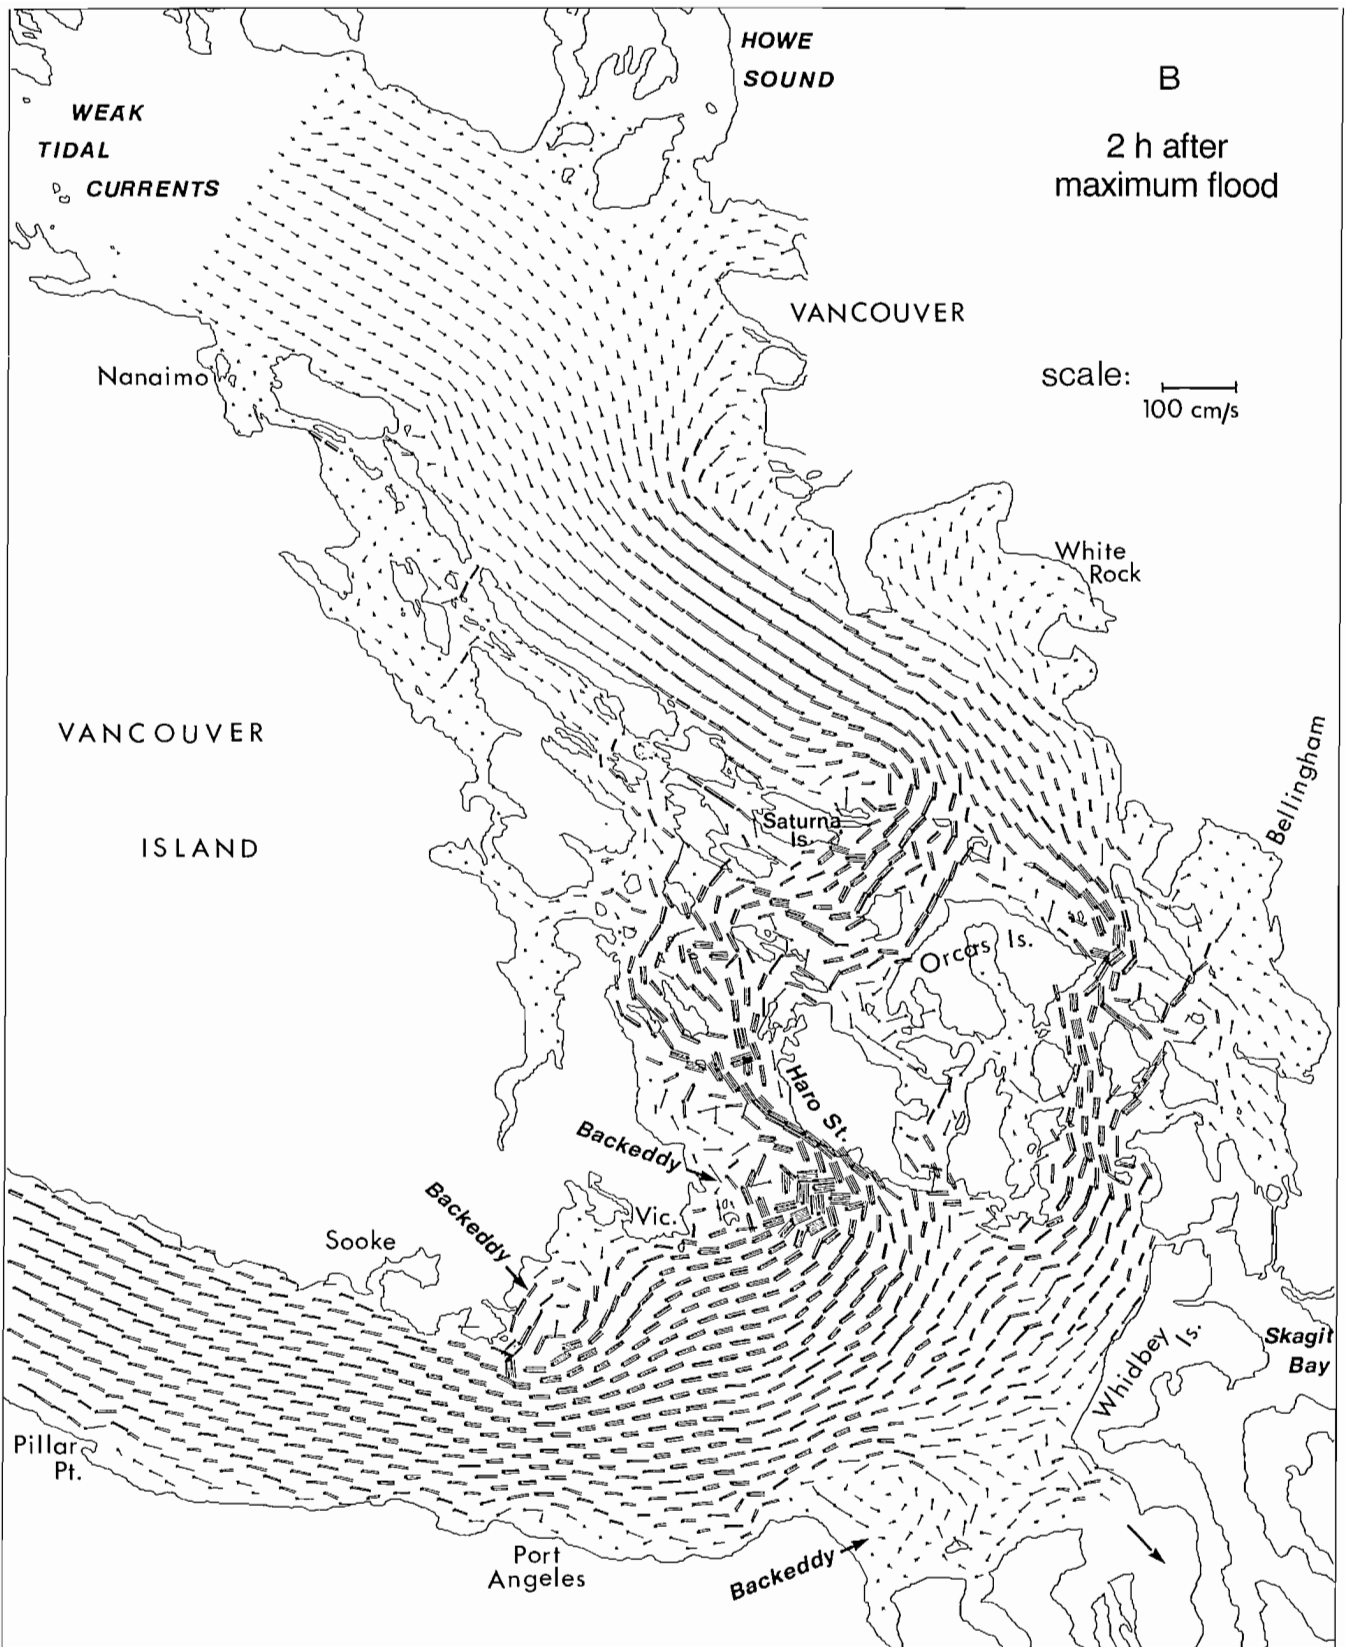 HOWE
SOUND
B
WEAK
TIDAL
CURRENTS
2 h after
maximum flood
VANCOUVER
Nanaimo
scale:
100 cm/s
White
Rock
VANCOUVER
ISLAND
Bellingham
Saturna
Is.
Orcas Is.
Haro St.
Backeddy
Backeddy
Vic.
Sooke
Whidbey Is.
Skagit
Bay
Pillar
Pt.
Port
Angeles
Backeddy